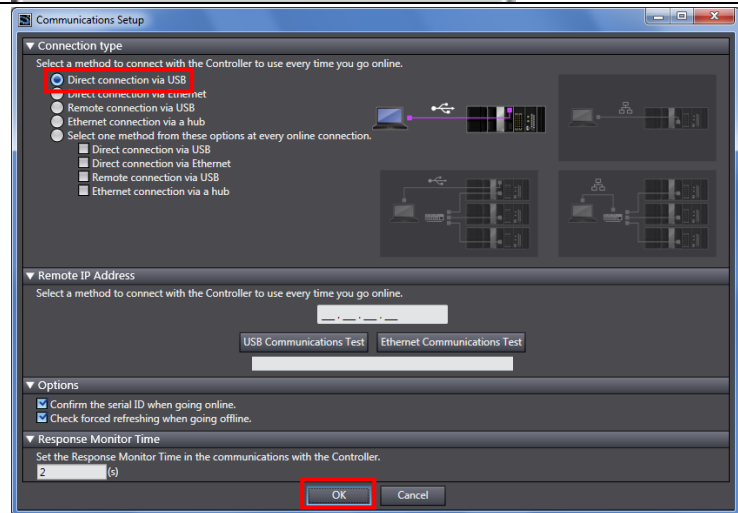 Communications Setup
▼ Connection type
Select a method to connect with the Controller to use every time you go online.
Direct connection via USB
Direct connection via Ethernet
Remote connection via USB
Ethernet connection via a hub
Select one method from these options at every online connection.
Direct connection via USB
Direct connection via Ethernet
Remote connection via USB
Ethernet connection via a hub
▼ Remote IP Address
Select a method to connect with the Controller to use every time you go online.
__.__.__.__
USB Communications Test Ethernet Communications Test
▼ Options
Confirm the serial ID when going online.
Check forced refreshing when going offline.
▼ Response Monitor Time
Set the Response Monitor Time in the communications with the Controller.
2 (s)
OK Cancel